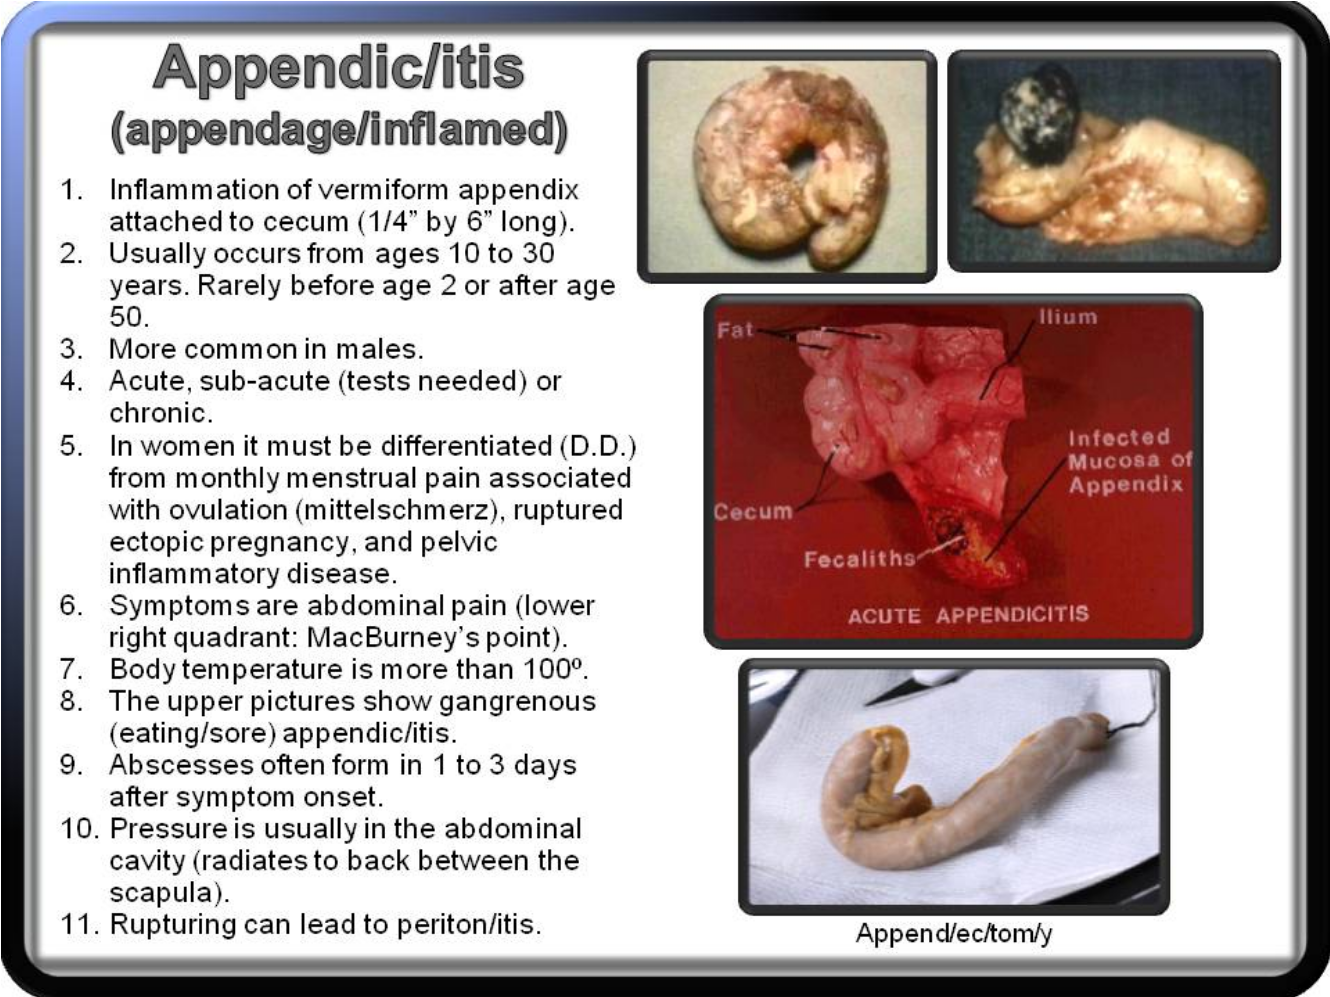 Appendic/itis
(appendage/inflamed)
1. Inflammation of vermiform appendix
attached to cecum (1/4” by 6” long).
2. Usually occurs from ages 10 to 30
years. Rarely before age 2 or after age
50.
3. More common in males.
4. Acute, sub-acute (tests needed) or
chronic.
5. In women it must be differentiated (D.D.)
from monthly menstrual pain associated
with ovulation (mittelschmerz), ruptured
ectopic pregnancy, and pelvic
inflammatory disease.
6. Symptoms are abdominal pain (lower
right quadrant: MacBurney’s point).
7. Body temperature is more than 100º.
8. The upper pictures show gangrenous
(eating/sore) appendic/itis.
9. Abscesses often form in 1 to 3 days
after symptom onset.
10. Pressure is usually in the abdominal
cavity (radiates to back between the
scapula).
11. Rupturing can lead to periton/itis.
Fat
Ilium
Infected
Mucosa of
Appendix
Cecum
Fecaliths
ACUTE APPENDICITIS
Append/ec/tom/y